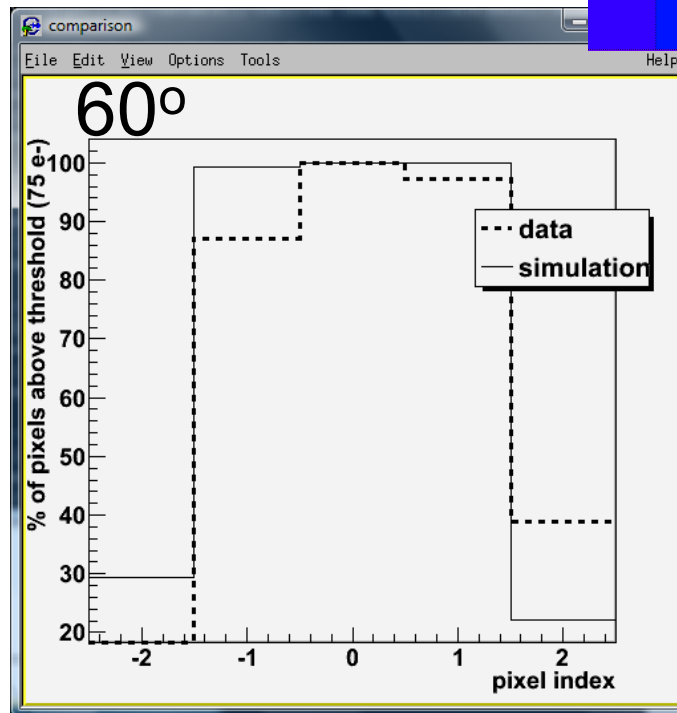 comparison
File Edit View Options Tools Help
60°
% of pixels above threshold (75 e-)
100
90
80
70
60
50
40
30
20
data
simulation
-2 -1 0 1 2
pixel index